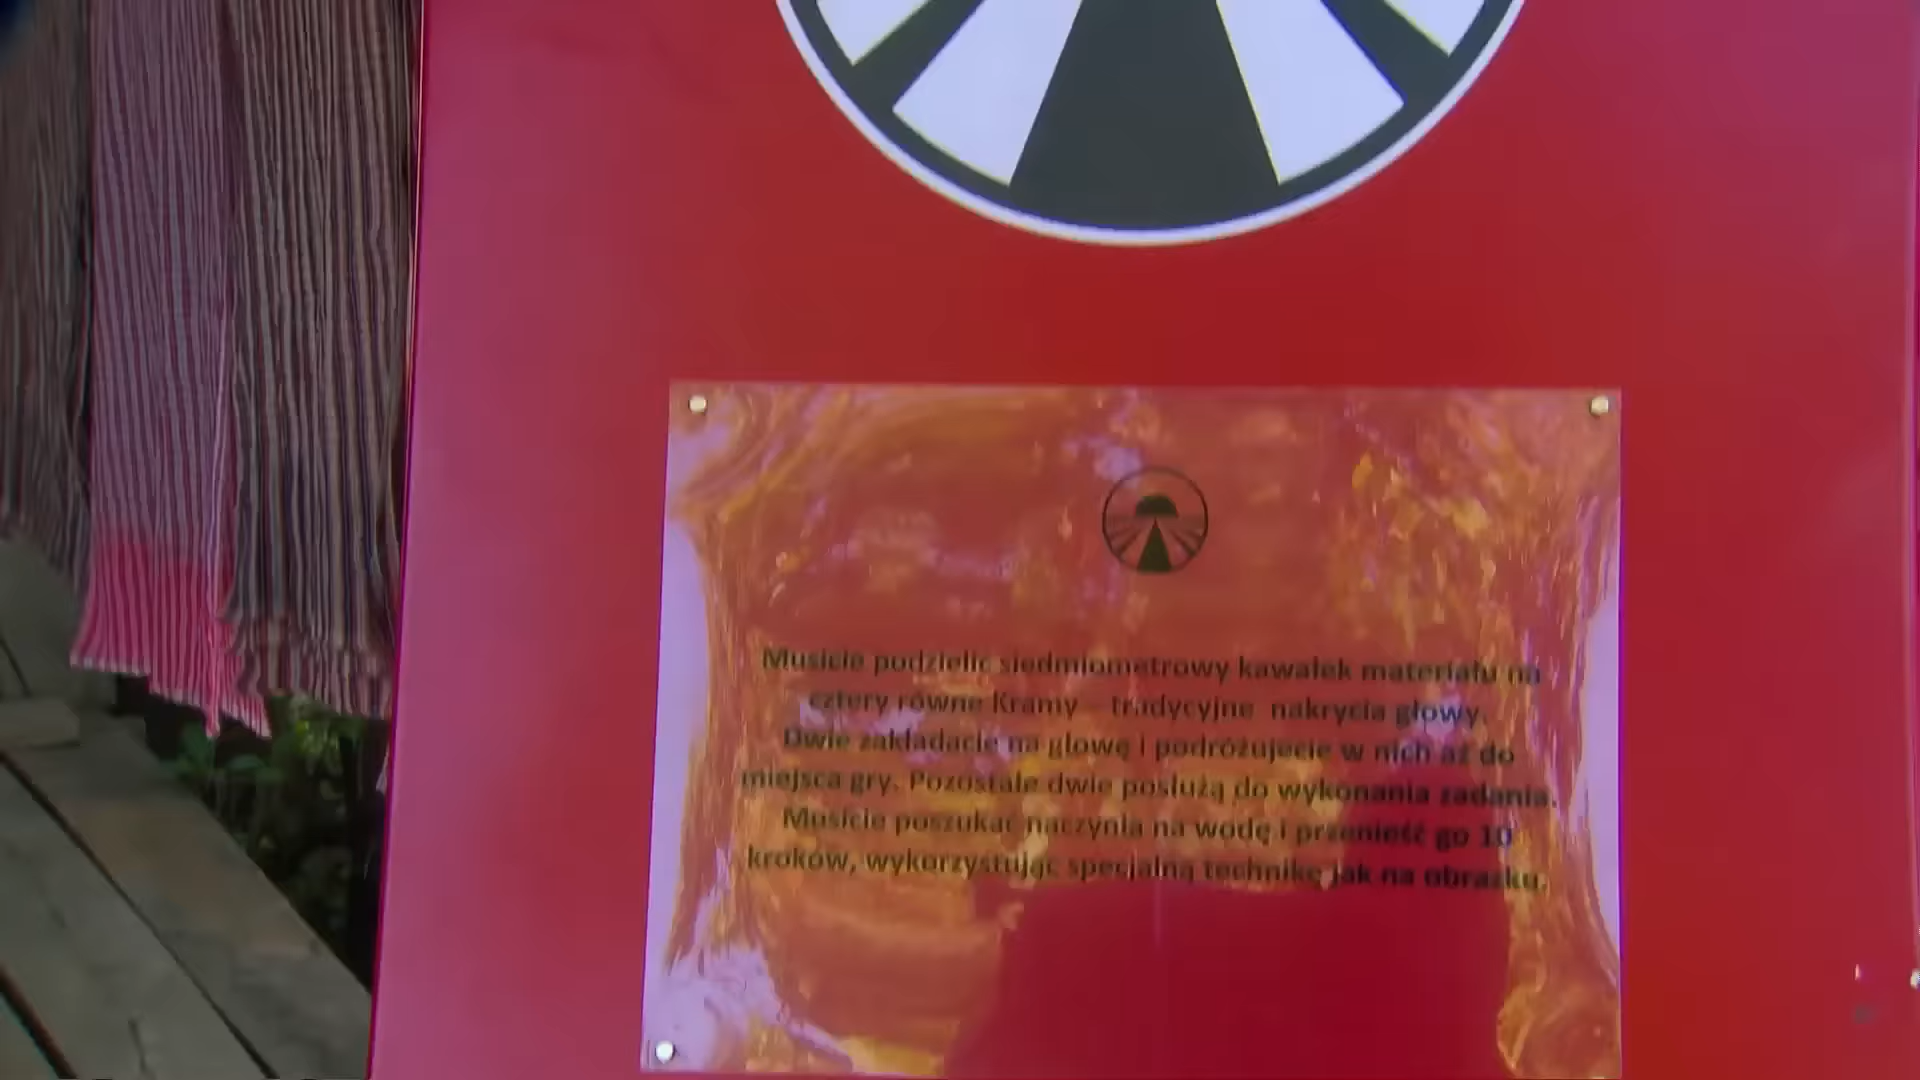 Musicie podzielić siedmiometrowy kawałek materiału na
cztery równe Kramy - tradycyjne nakrycia głowy.
Dwie zakładacie na głowę i podróżujecie w nich aż do
miejsca gry. Pozostałe dwie posłużą do wykonania zadania.
Musicie poszukać naczynia na wodę i przenieść go 10
kroków, wykorzystując specjalną technikę jak na obrazku.